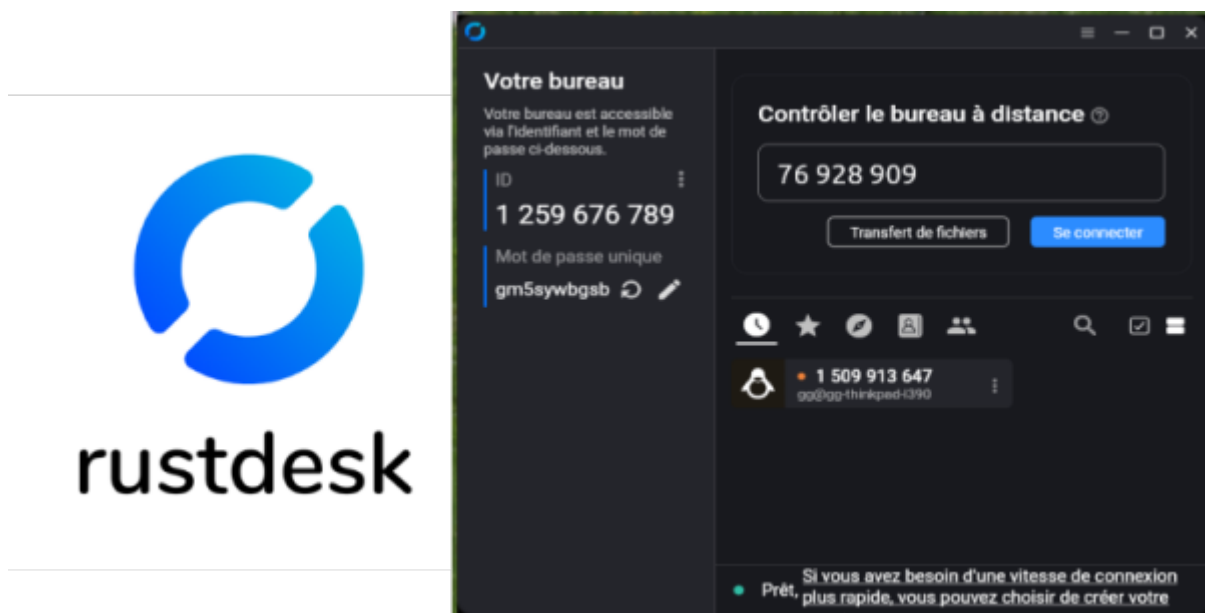 rustdesk
Votre bureau
Votre bureau est accessible
via l'identifiant et le mot de
passe ci-dessous.
ID
1 259 676 789
Mot de passe unique
gm5sywbgsb
Contrôler le bureau à distance
76 928 909
Transfert de fichiers
Se connecter
1 509 913 647
gg@gg-thinkpad-l390
Prêt, Si vous avez besoin d'une vitesse de connexion
plus rapide, vous pouvez choisir de créer votre